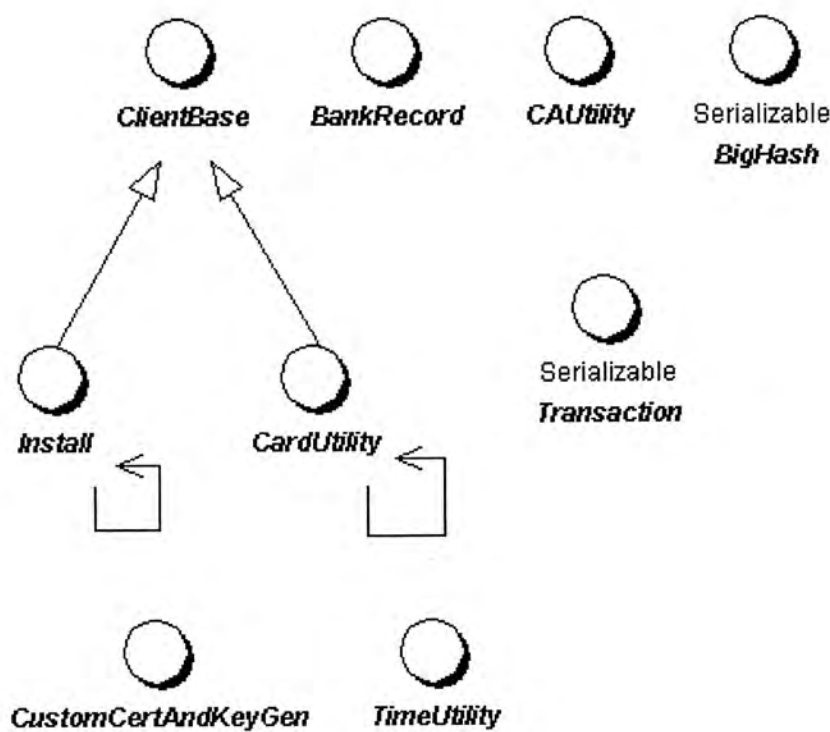 ClientBase
BankRecord
CAUtility
Serializable
BigHash
Serializable
Transaction
Install
CardUtility
CustomCertAndKeyGen
TimeUtility